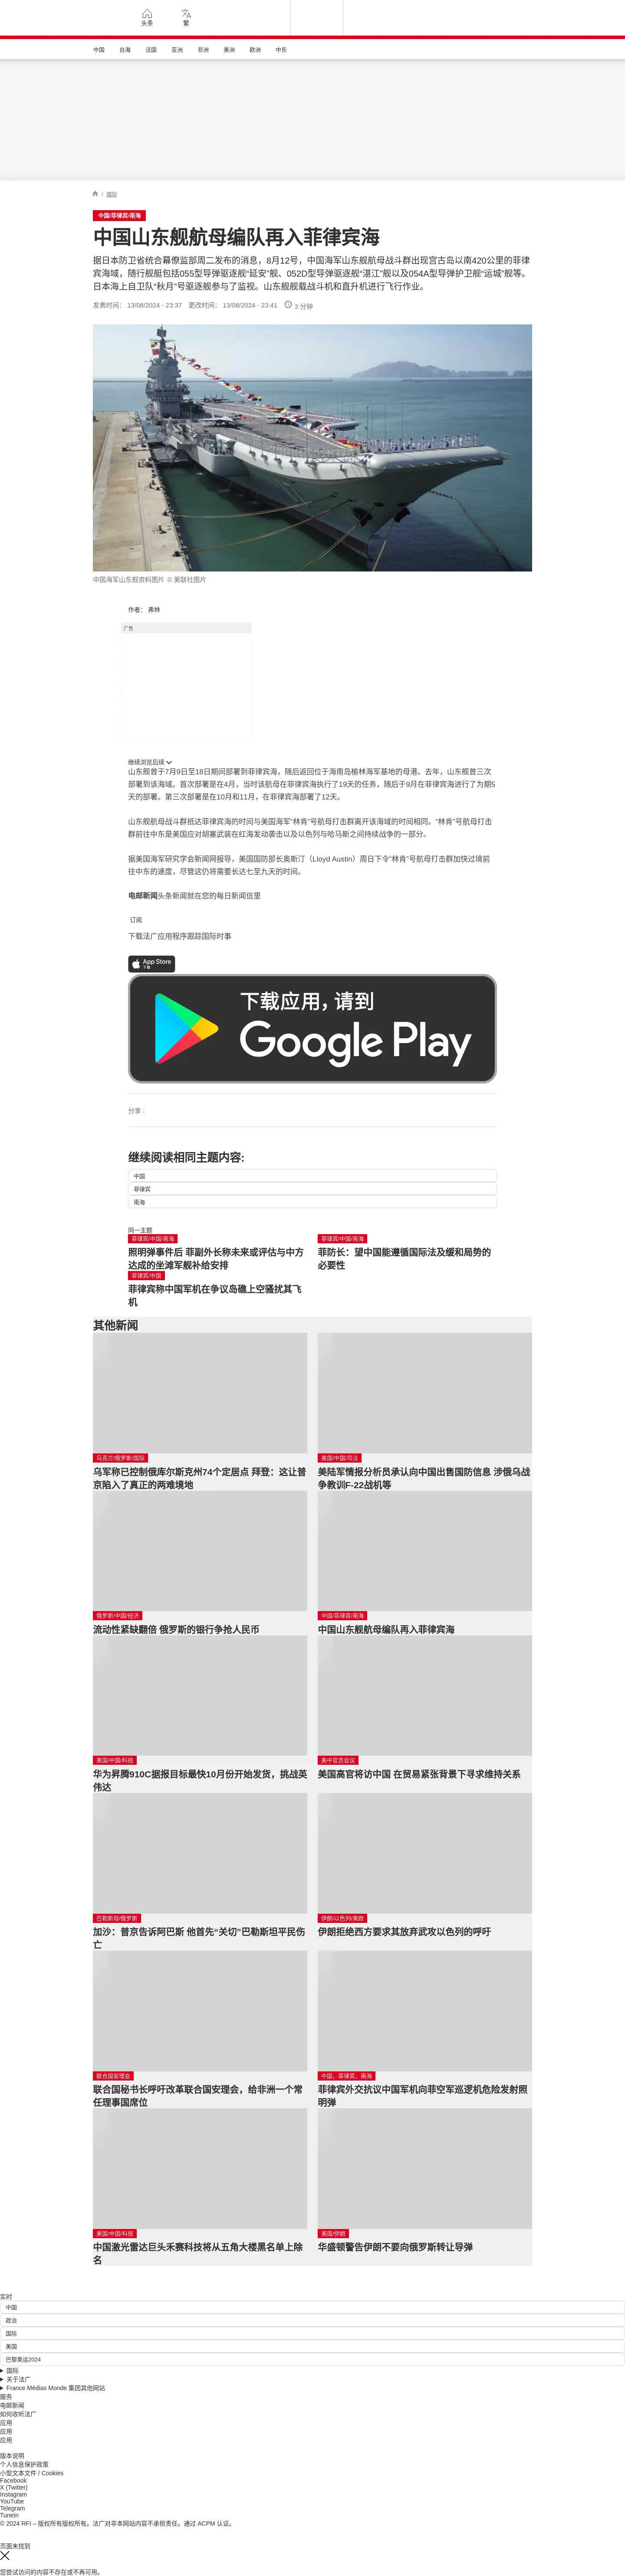 头条
繁
中国
台海
法国
亚洲
非洲
美洲
欧洲
中东
/ 国际
中国/菲律宾/南海
中国山东舰航母编队再入菲律宾海
据日本防卫省统合幕僚监部周二发布的消息，8月12号，中国海军山东舰航母战斗群出现宫古岛以南420公里的菲律
宾海域，随行舰艇包括055型导弹驱逐舰“延安”舰、052D型导弹驱逐舰“湛江”舰以及054A型导弹护卫舰“运城”舰等。
日本海上自卫队“秋月”号驱逐舰参与了监视。山东舰舰载战斗机和直升机进行飞行作业。
发表时间： 13/08/2024 - 23:37 更改时间： 13/08/2024 - 23:41 3 分钟
中国海军山东舰资料图片 © 美联社图片
作者： 弗林
广告
继续浏览后续
山东舰曾于7月9日至18日期间部署到菲律宾海，随后返回位于海南岛榆林海军基地的母港。去年，山东舰曾三次
部署到该海域。首次部署是在4月，当时该航母在菲律宾海执行了19天的任务，随后于9月在菲律宾海进行了为期5
天的部署。第三次部署是在10月和11月，在菲律宾海部署了12天。
山东舰航母战斗群抵达菲律宾海的时间与美国海军“林肯”号航母打击群离开该海域的时间相同。“林肯”号航母打击
群前往中东是美国应对胡塞武装在红海发动袭击以及以色列与哈马斯之间持续战争的一部分。
据美国海军研究学会新闻网报导，美国国防部长奥斯汀（Lloyd Austin）周日下令“林肯”号航母打击群加快过境前
往中东的速度，尽管这仍将需要长达七至九天的时间。
电邮新闻头条新闻就在您的每日新闻信里
订阅
下载法广应用程序跟踪国际时事
App Store
下载
下载应用，请到
Google Play
分享 :
继续阅读相同主题内容:
中国
菲律宾
南海
同一主题
菲律宾/中国/南海
照明弹事件后 菲副外长称未来或评估与中方
达成的坐滩军舰补给安排
菲律宾/中国/南海
菲防长：望中国能遵循国际法及缓和局势的
必要性
菲律宾/中国
菲律宾称中国军机在争议岛礁上空骚扰其飞
机
其他新闻
乌克兰/俄罗斯/国际
乌军称已控制俄库尔斯克州74个定居点 拜登：这让普
京陷入了真正的两难境地
美国/中国/司法
美陆军情报分析员承认向中国出售国防信息 涉俄乌战
争教训F-22战机等
俄罗斯/中国/经济
流动性紧缺翻倍 俄罗斯的银行争抢人民币
中国/菲律宾/南海
中国山东舰航母编队再入菲律宾海
美国/中国/科技
华为昇腾910C据报目标最快10月份开始发货，挑战英
伟达
美中官员会议
美国高官将访中国 在贸易紧张背景下寻求维持关系
巴勒斯坦/俄罗斯
加沙：普京告诉阿巴斯 他首先“关切”巴勒斯坦平民伤
亡
伊朗/以色列/美欧
伊朗拒绝西方要求其放弃武攻以色列的呼吁
联合国安理会
联合国秘书长呼吁改革联合国安理会，给非洲一个常
任理事国席位
中国，菲律宾，南海
菲律宾外交抗议中国军机向菲空军巡逻机危险发射照
明弹
美国/中国/科技
中国激光雷达巨头禾赛科技将从五角大楼黑名单上除
名
美国/伊朗
华盛顿警告伊朗不要向俄罗斯转让导弹
实时
中国
政治
国际
美国
巴黎奥运2024
国际
关于法广
France Médias Monde 集团其他网站
服务
电邮新闻
如何收听法广
应用
应用
应用
版本说明
个人信息保护政策
小型文本文件 / Cookies
Facebook
X (Twitter)
Instagram
YouTube
Telegram
TuneIn
© 2024 RFI – 版权所有版权所有。法广对非本网站内容不承担责任。通过 ACPM 认证。
页面未找到
您尝试访问的内容不存在或不再可用。